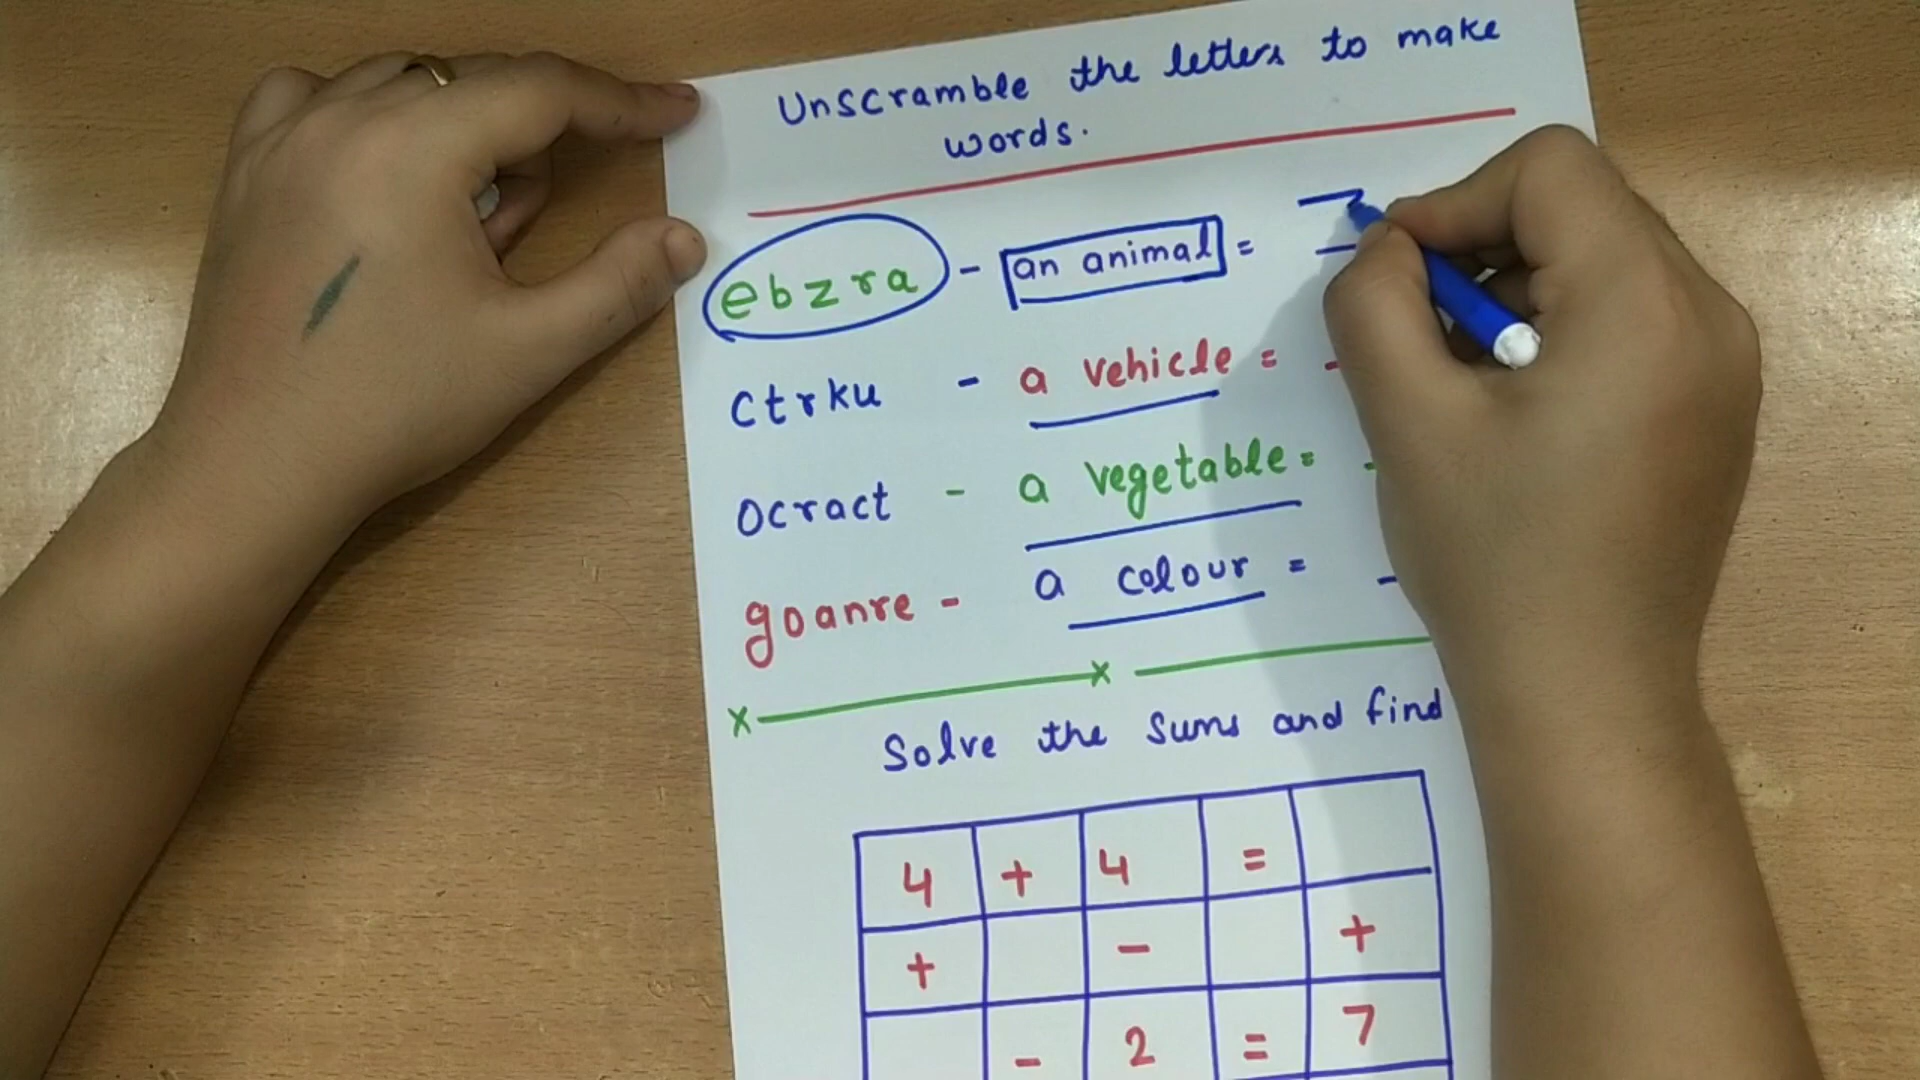 Unscramble the letters to make
words.
ebzra - an animal =
Ctrku - a vehicle = -
Ocract - a vegetable = -
goanre - a colour = -
x x
Solve the sums and find
4 + 4 =
+ - +
- 2 = 7